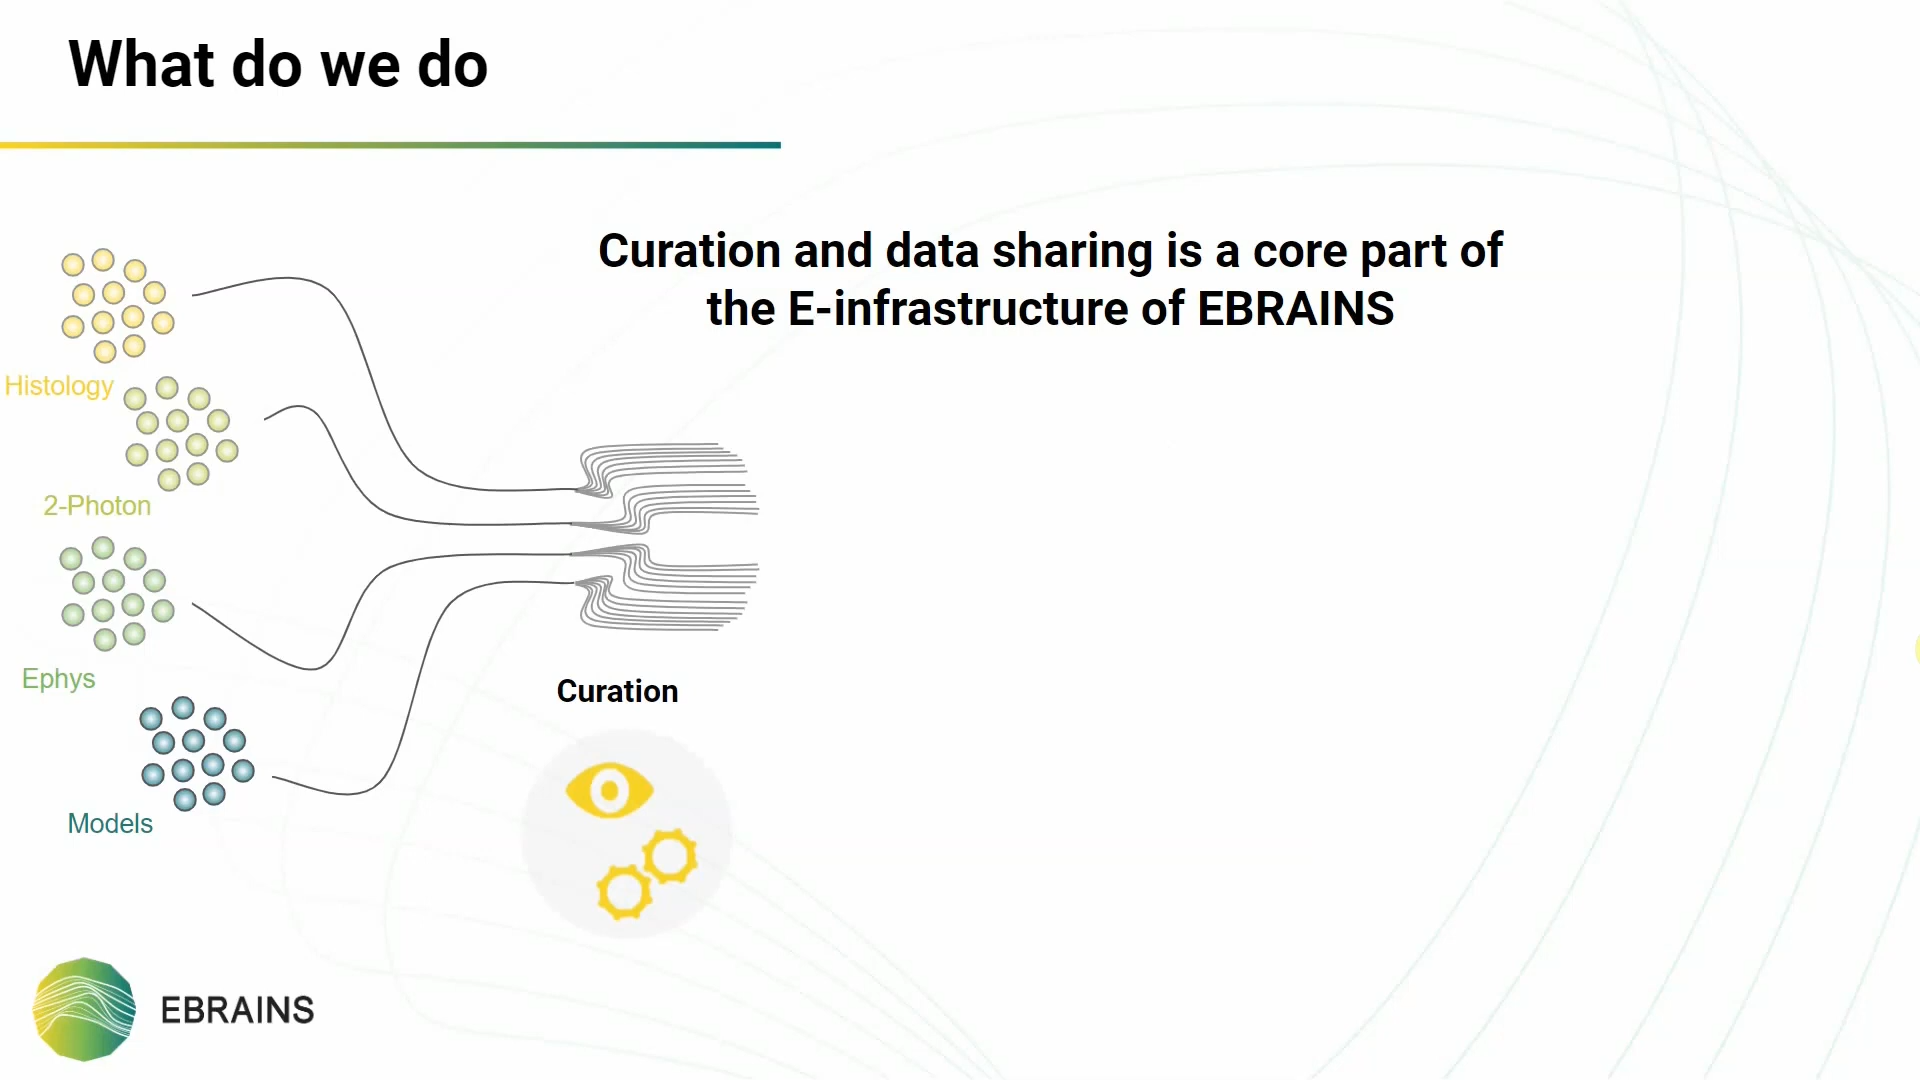 What do we do
Curation and data sharing is a core part of
the E-infrastructure of EBRAINS
Histology
2-Photon
Ephys
Models
Curation
EBRAINS